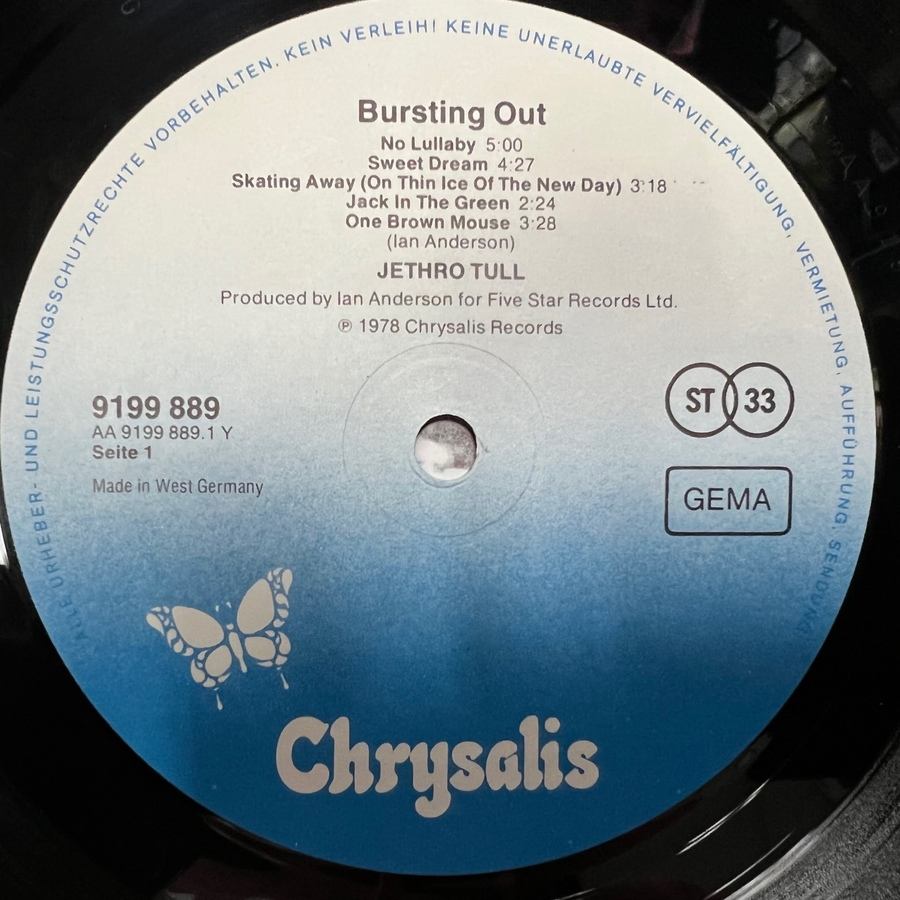 ALLE URHEBER- UND LEISTUNGSSCHUTZRECHTE VORBEHALTEN. KEIN VERLEIH! KEINE UNERLAUBTE VERVIELFÄLTIGUNG, VERMIETUNG, AUFFÜHRUNG, SENDUNG
Bursting Out
No Lullaby 5:00
Sweet Dream 4:27
Skating Away (On Thin Ice Of The New Day) 3:18
Jack In The Green 2:24
One Brown Mouse 3:28
(Ian Anderson)
JETHRO TULL
Produced by Ian Anderson for Five Star Records Ltd.
℗ 1978 Chrysalis Records
9199 889
AA 9199 889.1 Y
Seite 1
Made in West Germany
ST 33
GEMA
Chrysalis